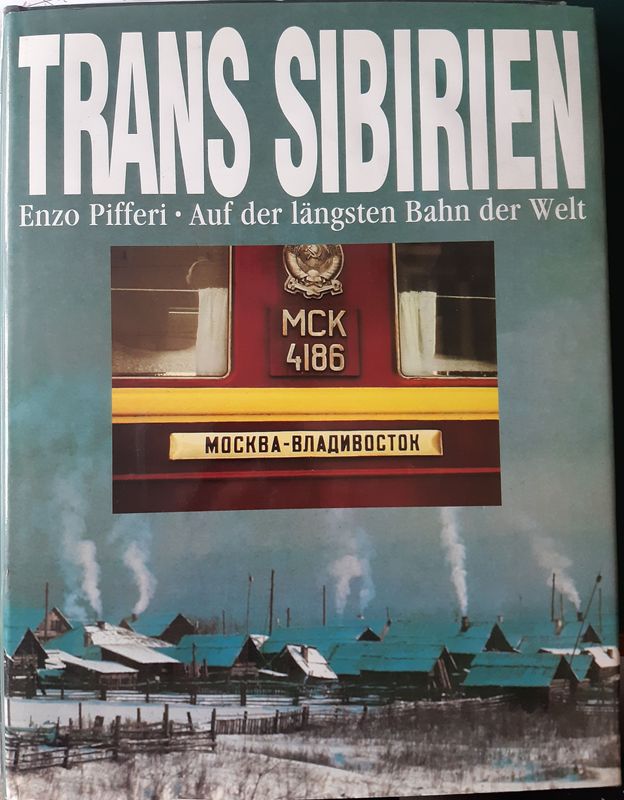 TRANS SIBIRIEN
Enzo Pifferi · Auf der längsten Bahn der Welt
МСК
4186
МОСКВА-ВЛАДИВОСТОК